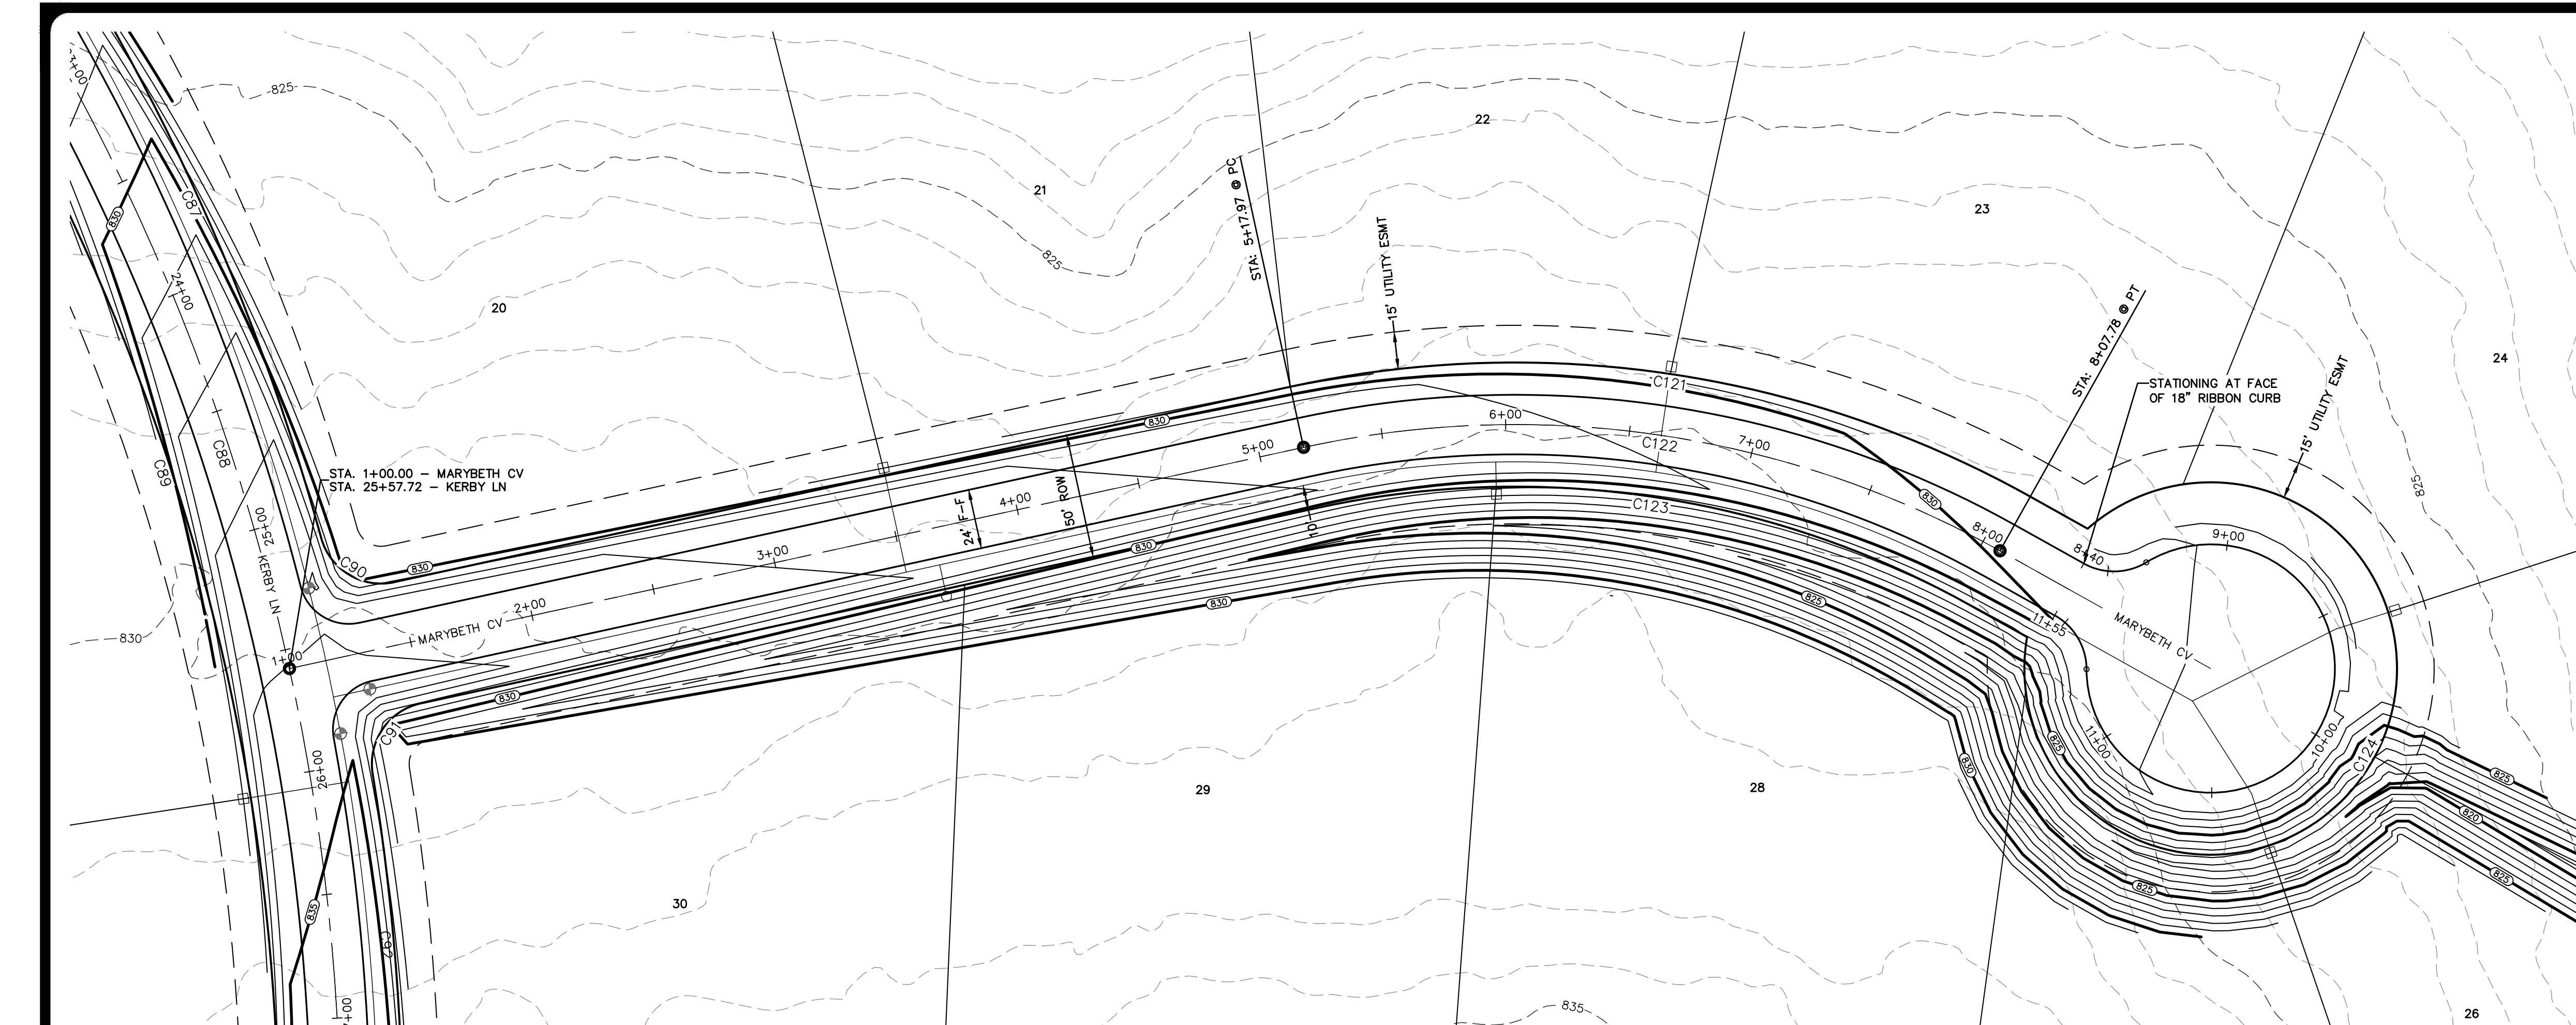 3+00
825
22
21
20
23
24
825
825
C87
830
24+00
STA: 5+17.97 @ PC
15' UTILITY ESMT
STA: 8+07.78 @ PT
STATIONING AT FACE
OF 18" RIBBON CURB
15' UTILITY ESMT
C121
830
6+00
C122
7+00
5+00
C88
C89
STA. 1+00.00 – MARYBETH CV
STA. 25+57.72 – KERBY LN
4+00
50' ROW
24' F-F
10'
C123
830
8+00
8+40
9+00
25+00
KERBY LN
C90
830
3+00
830
2+00
MARYBETH CV
830
825
11+55
MARYBETH CV
830
1+00
830
C91
26+00
11+00
825
10+00
C124
825
830
820
29
28
30
835
C92
825
825
835
26